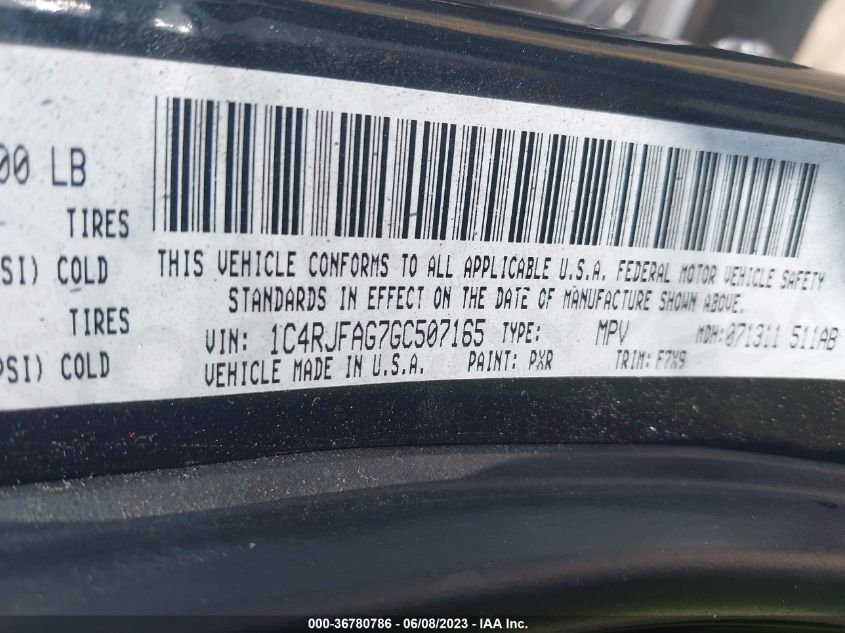 00 LB
TIRES
SI) COLD
TIRES
PSI) COLD
THIS VEHICLE CONFORMS TO ALL APPLICABLE U.S.A. FEDERAL MOTOR VEHICLE SAFETY
STANDARDS IN EFFECT ON THE DATE OF MANUFACTURE SHOWN ABOVE.
VIN: 1C4RJFAG7GC507165 TYPE: MPV MDH:071311 511AB
VEHICLE MADE IN U.S.A. PAINT: PXR TRIM: F7X9
000-36780786 - 06/08/2023 - IAA Inc.